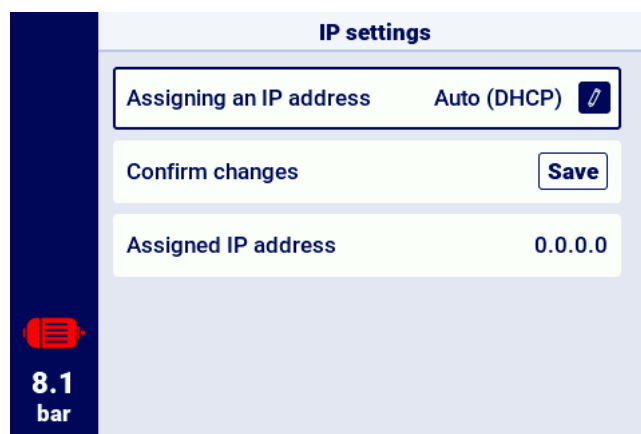 IP settings
Assigning an IP address Auto (DHCP)
Confirm changes Save
Assigned IP address 0.0.0.0
8.1
bar